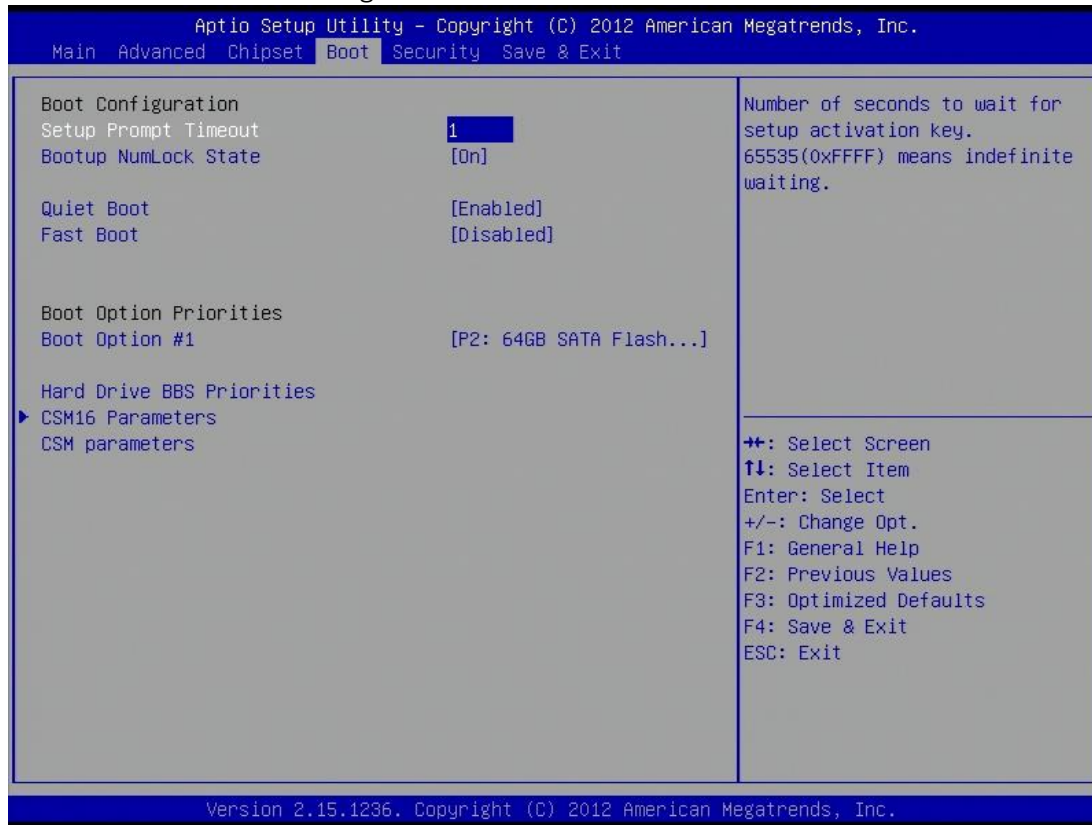 Aptio Setup Utility – Copyright (C) 2012 American Megatrends, Inc.
Main Advanced Chipset Boot Security Save & Exit
Boot Configuration
Setup Prompt Timeout 1
Bootup NumLock State [On]
Quiet Boot [Enabled]
Fast Boot [Disabled]
Boot Option Priorities
Boot Option #1 [P2: 64GB SATA Flash...]
Hard Drive BBS Priorities
CSM16 Parameters
CSM parameters
Number of seconds to wait for
setup activation key.
65535(0xFFFF) means indefinite
waiting.
→←: Select Screen
↑↓: Select Item
Enter: Select
+/-: Change Opt.
F1: General Help
F2: Previous Values
F3: Optimized Defaults
F4: Save & Exit
ESC: Exit
Version 2.15.1236. Copyright (C) 2012 American Megatrends, Inc.